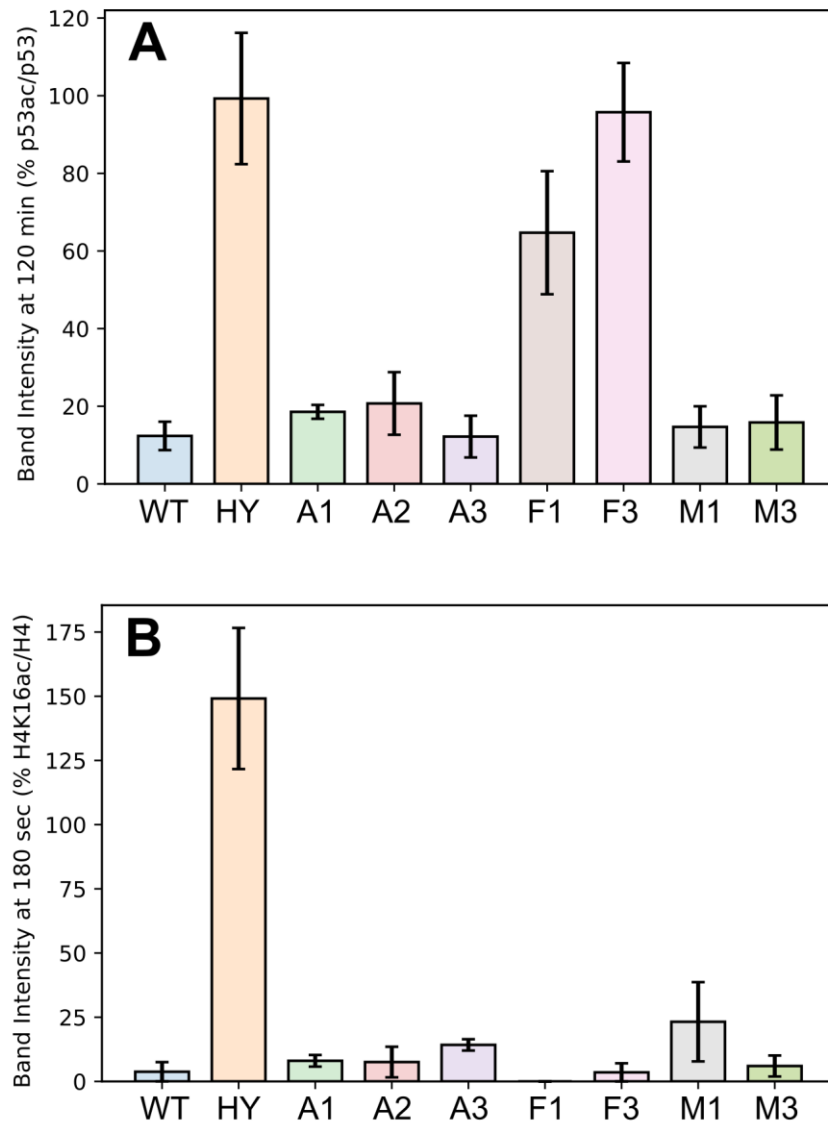 A
Band Intensity at 120 min (% p53ac/p53)
120
100
80
60
40
20
0
WT HY A1 A2 A3 F1 F3 M1 M3
B
Band Intensity at 180 sec (% H4K16ac/H4)
175
150
125
100
75
50
25
0
WT HY A1 A2 A3 F1 F3 M1 M3